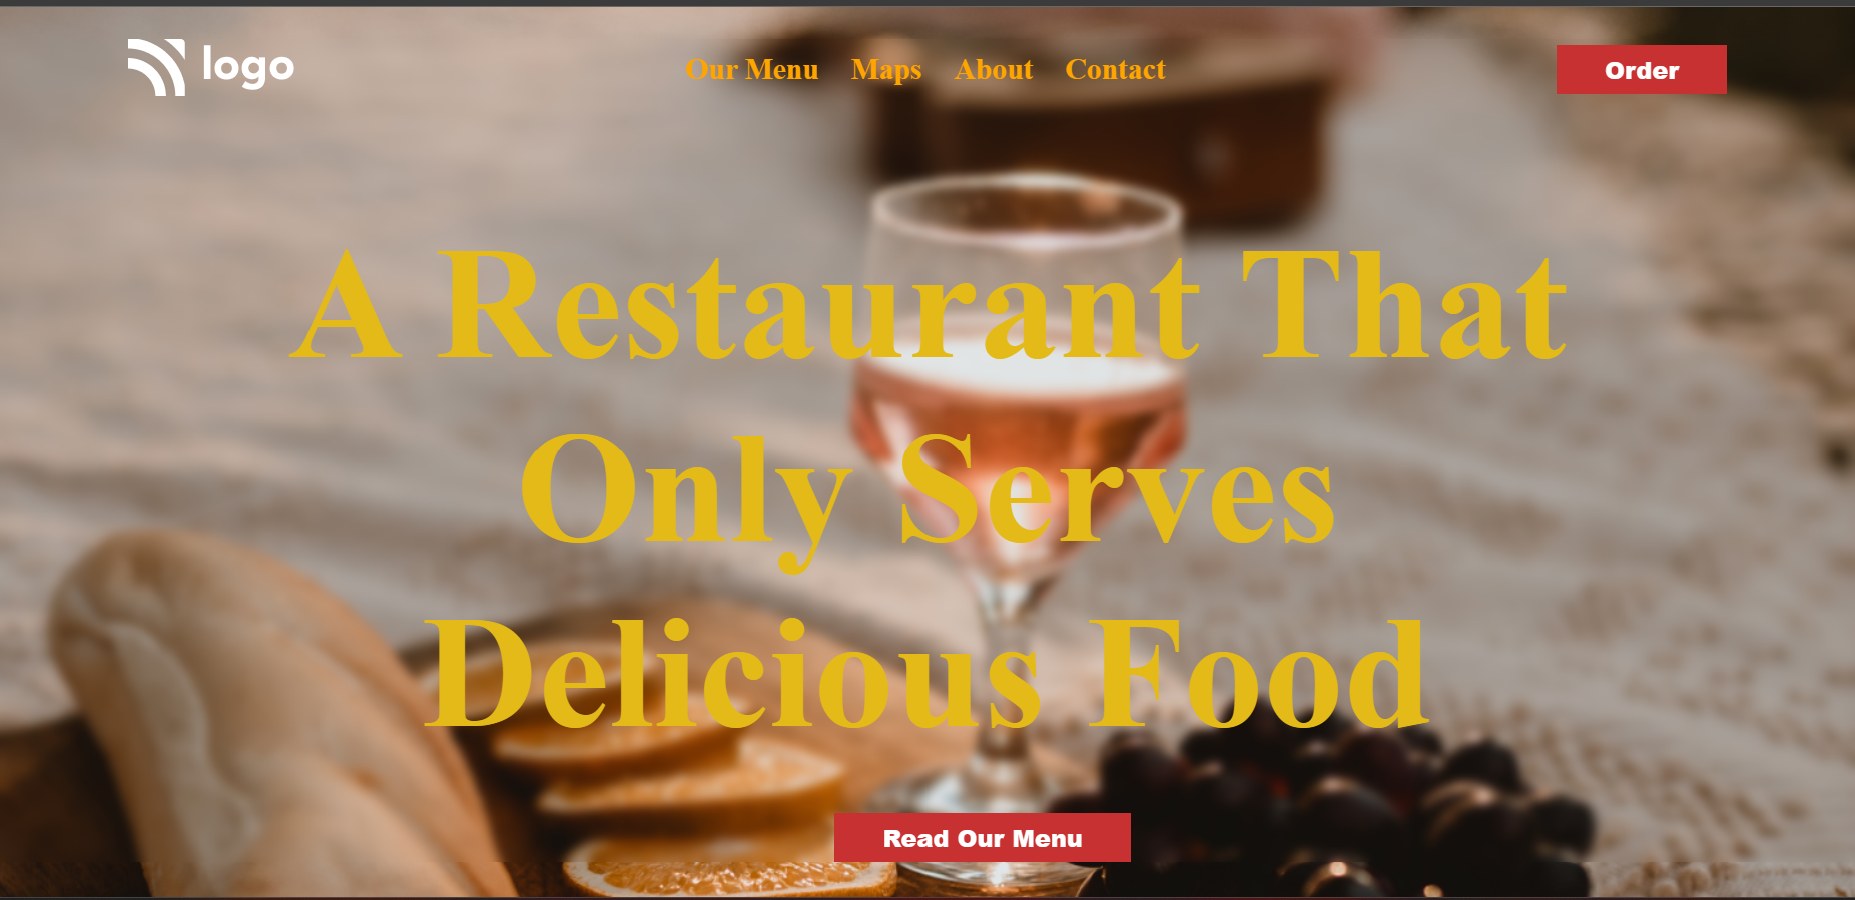 logo
Our Menu Maps About Contact
Order
A Restaurant That
Only Serves
Delicious Food
Read Our Menu